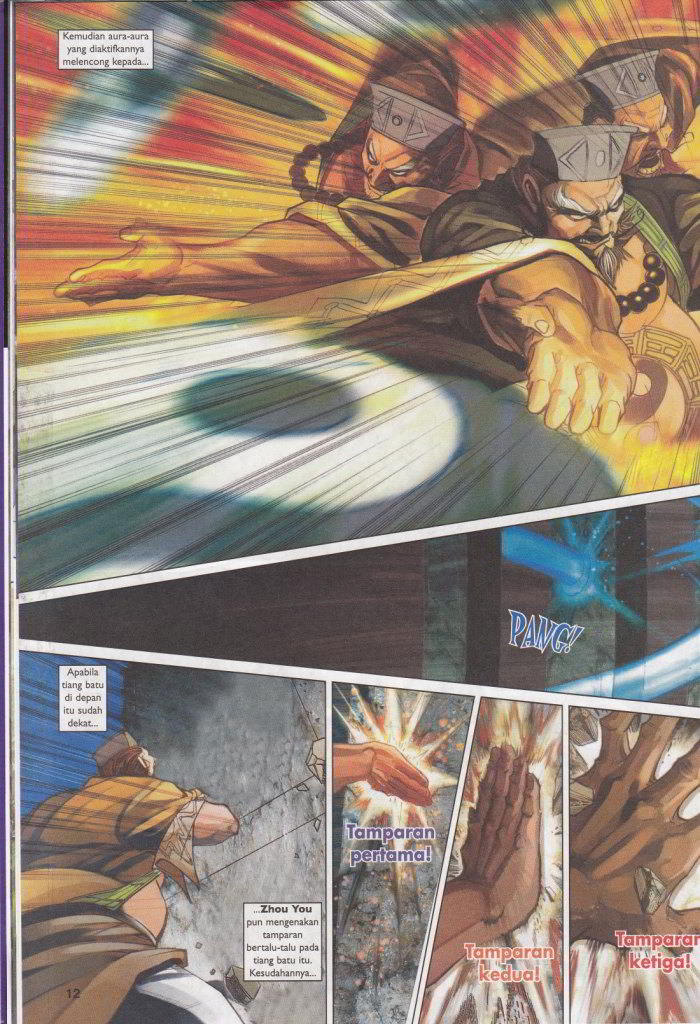 Kemudian aura-aura
yang diaktifkannya
melencong kepada...
PANG!
Apabila
tiang batu
di depan
itu sudah
dekat...
...Zhou You
pun mengenakan
tamparan
bertalu-talu pada
tiang batu itu.
Kesudahannya...
Tamparan
pertama!
Tamparan
kedua!
Tamparan
ketiga!
12